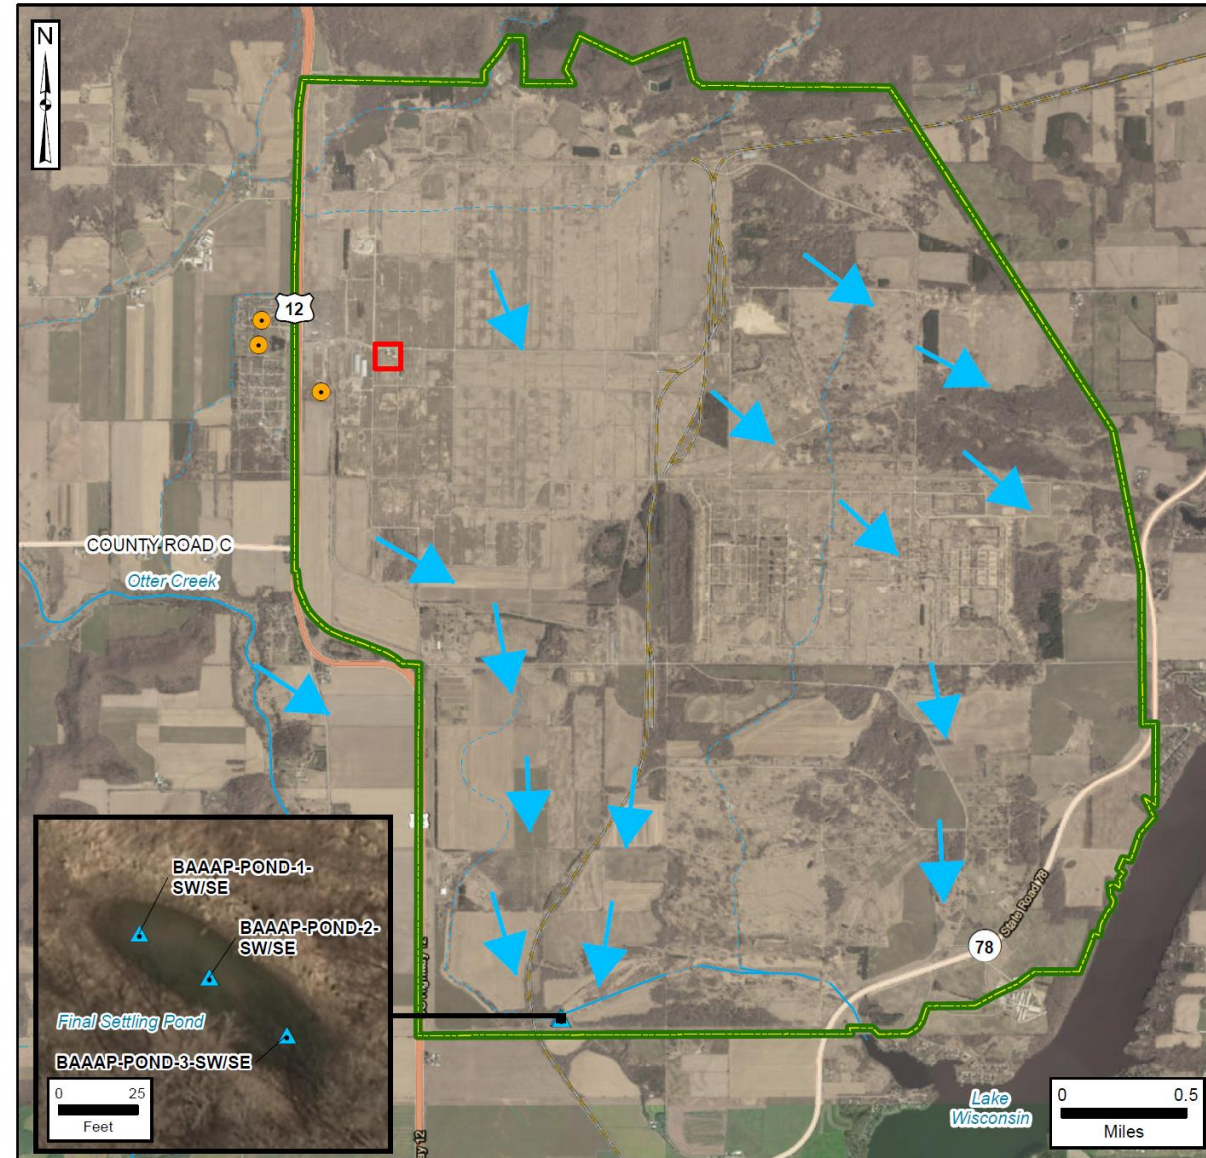 N
12
COUNTY ROAD C
Otter Creek
BAAAP-POND-1-
SW/SE
BAAAP-POND-2-
SW/SE
Final Settling Pond
BAAAP-POND-3-SW/SE
0 25
Feet
State Road 78
78
Lake
Wisconsin
0 0.5
Miles